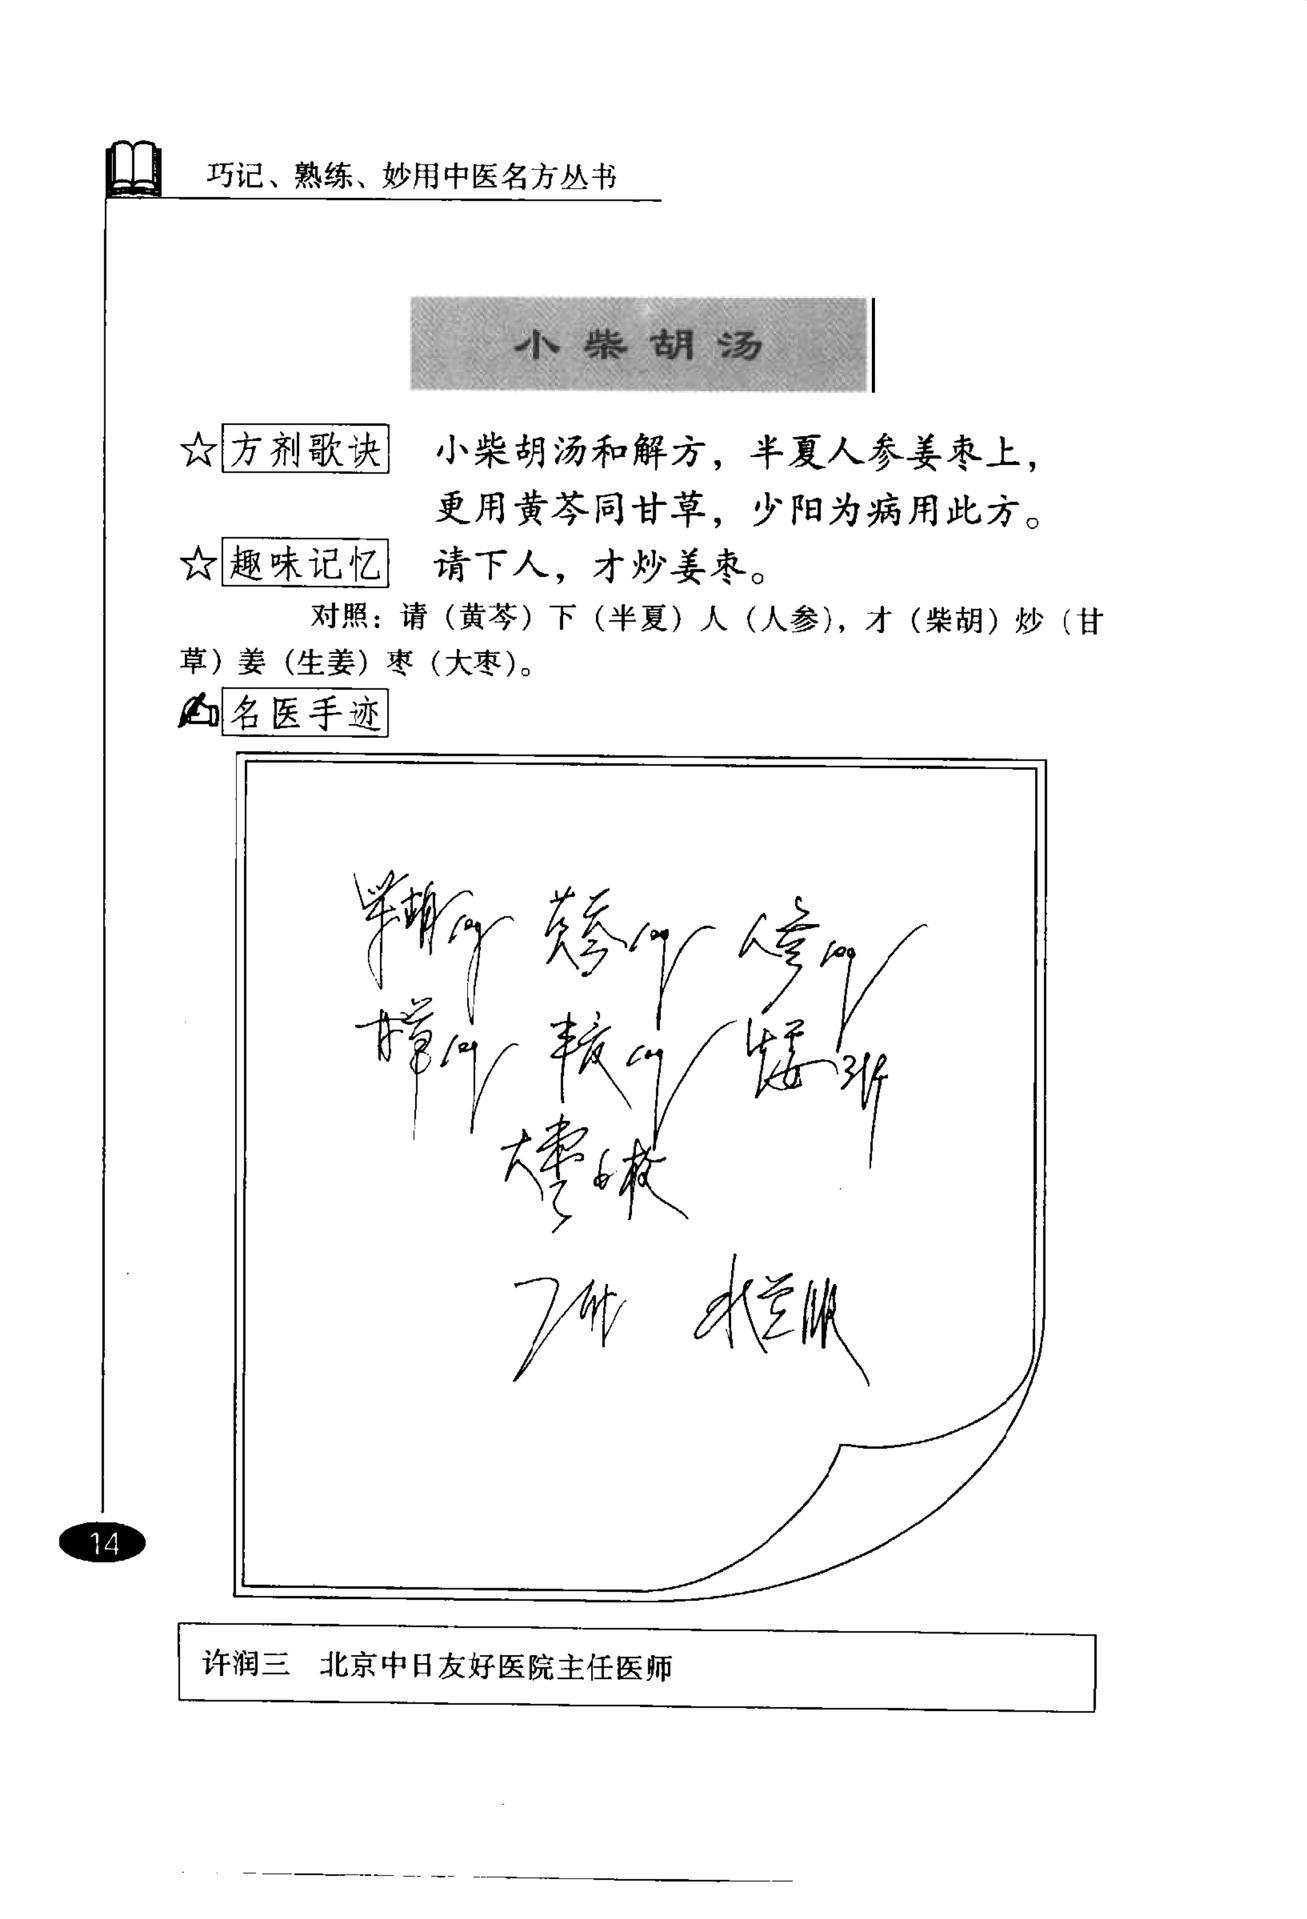 巧记、熟练、妙用中医名方丛书
小柴胡汤
☆方剂歌诀 小柴胡汤和解方，半夏人参姜枣上，
更用黄芩同甘草，少阳为病用此方。
☆趣味记忆 请下人，才炒姜枣。
对照：请（黄芩）下（半夏）人（人参），才（柴胡）炒（甘
草）姜（生姜）枣（大枣）。
名医手迹
柴胡10g 黄芩10g 人参10g
甘草10g 半夏10g 生姜3片
大枣6枚
7付 水煎服
14
许润三 北京中日友好医院主任医师